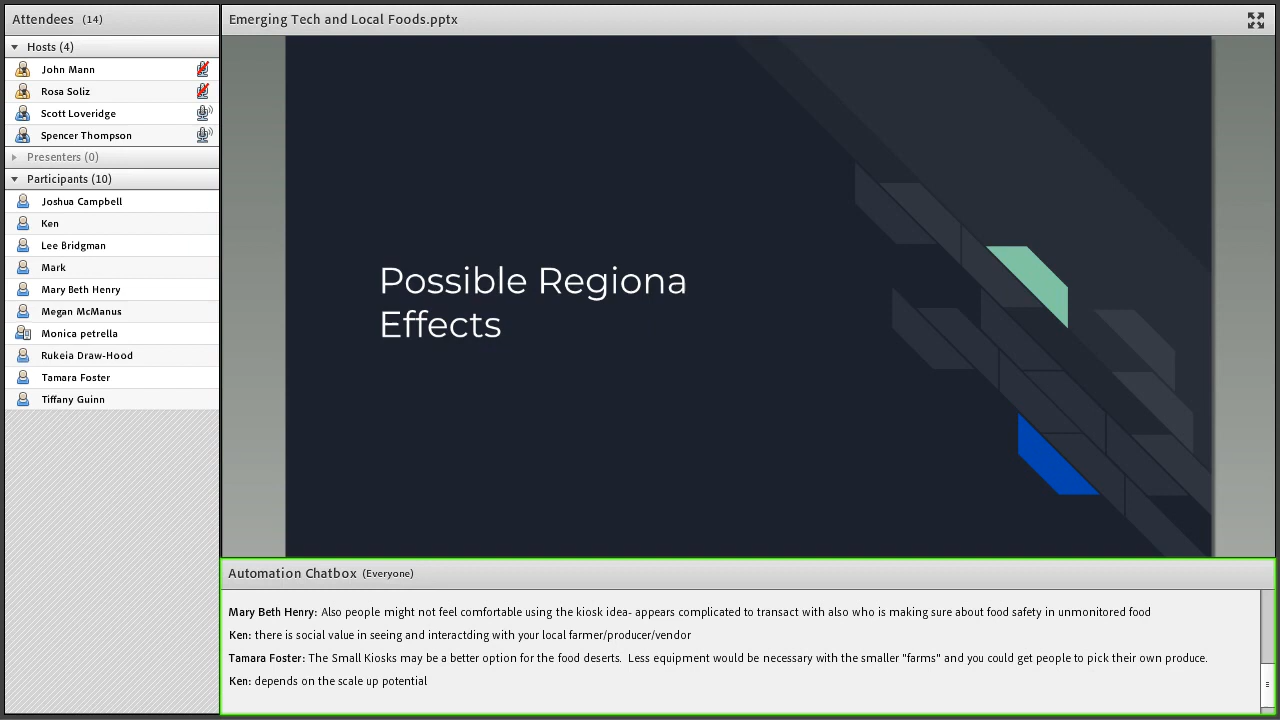 Attendees (14)
Hosts (4)
John Mann
Rosa Soliz
Scott Loveridge
Spencer Thompson
Presenters (0)
Participants (10)
Joshua Campbell
Ken
Lee Bridgman
Mark
Mary Beth Henry
Megan McManus
Monica petrella
Rukeia Draw-Hood
Tamara Foster
Tiffany Guinn
Emerging Tech and Local Foods.pptx
Possible Regiona
Effects
Automation Chatbox (Everyone)
Mary Beth Henry: Also people might not feel comfortable using the kiosk idea- appears complicated to transact with also who is making sure about food safety in unmonitored food
Ken: there is social value in seeing and interactding with your local farmer/producer/vendor
Tamara Foster: The Small Kiosks may be a better option for the food deserts.  Less equipment would be necessary with the smaller "farms" and you could get people to pick their own produce.
Ken: depends on the scale up potential